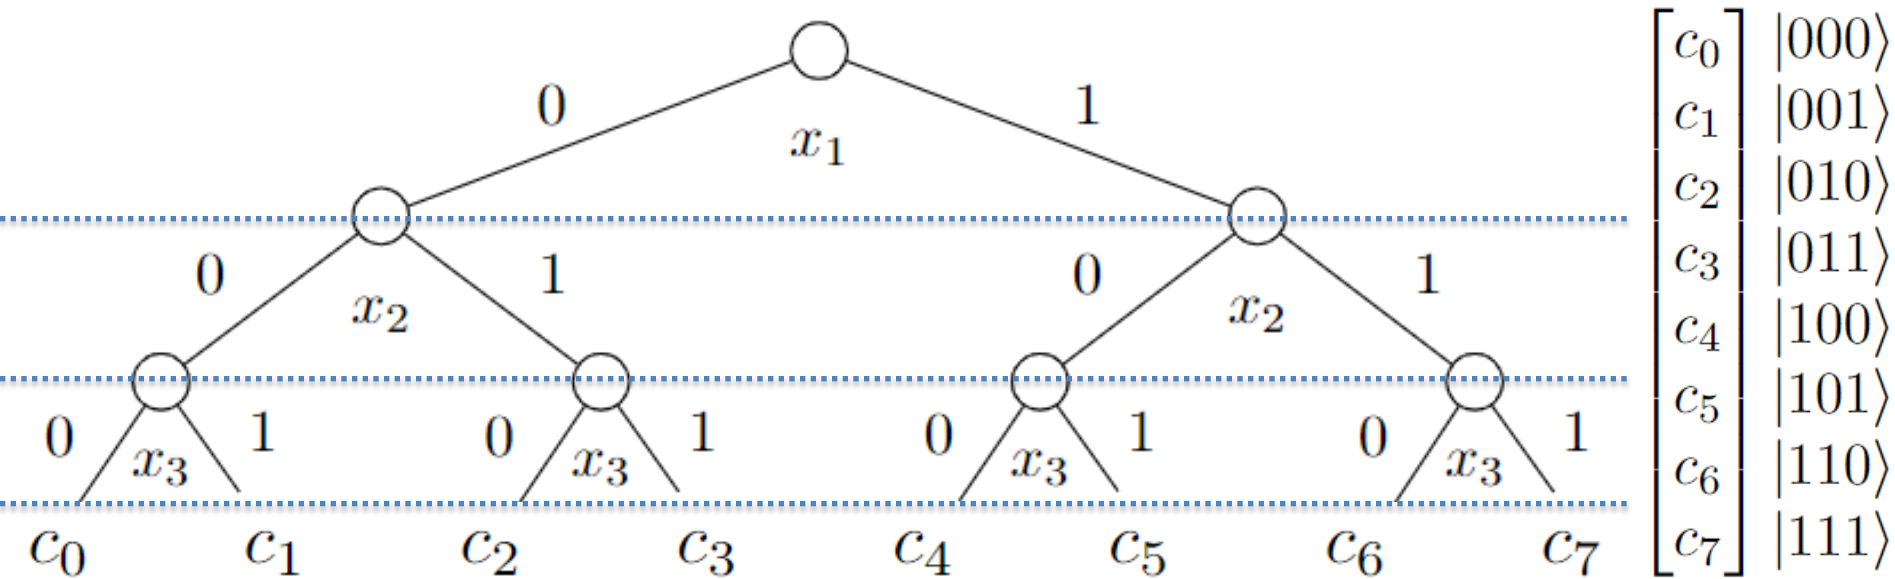 0 1
x₁
0 1 0 1
x₂ x₂
0 1 0 1 0 1 0 1
x₃ x₃ x₃ x₃
c₀ c₁ c₂ c₃ c₄ c₅ c₆ c₇
c₀ |000⟩
c₁ |001⟩
c₂ |010⟩
c₃ |011⟩
c₄ |100⟩
c₅ |101⟩
c₆ |110⟩
c₇ |111⟩